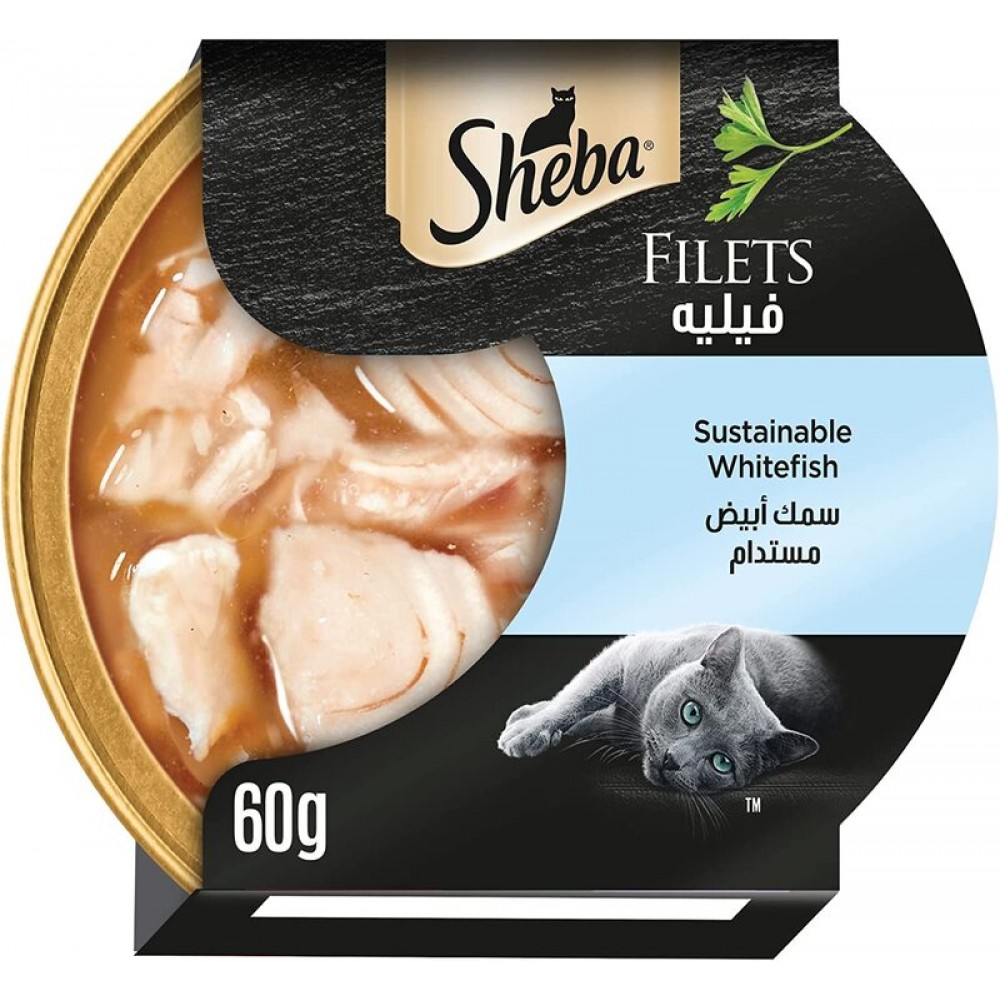 Sheba®
FILETS
فيليه
Sustainable
Whitefish
سمك أبيض
مستدام
60g
TM